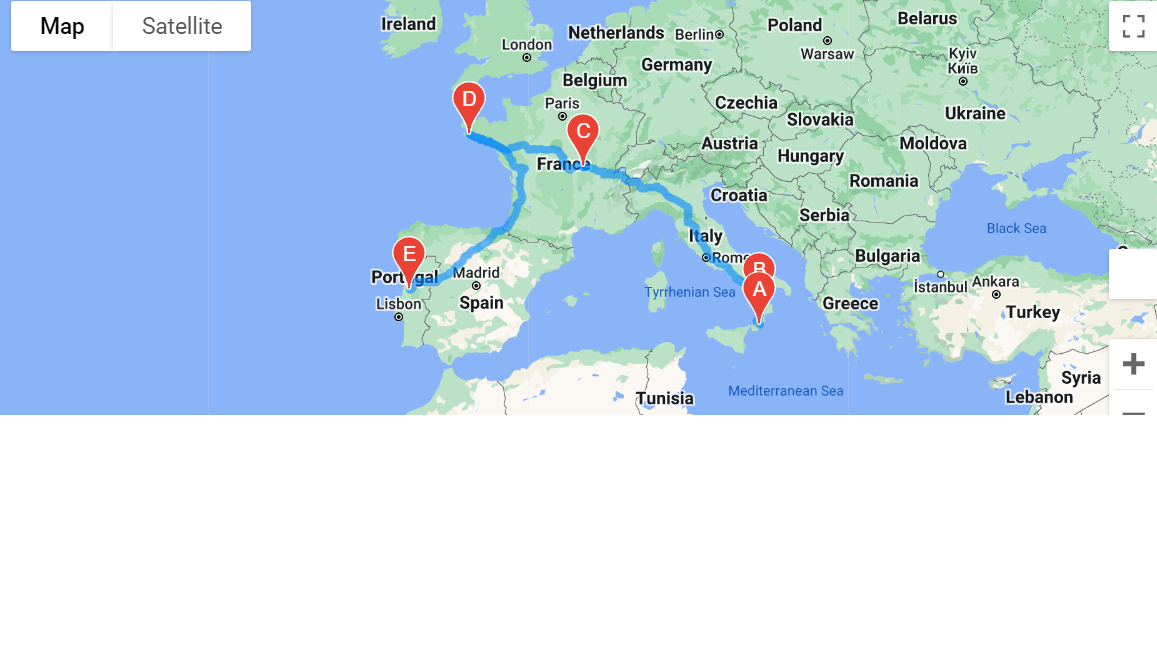 Map
Satellite
Ireland
London
Netherlands
Berlin
Poland
Warsaw
Belarus
Kyiv
Київ
Germany
Belgium
Paris
Czechia
Slovakia
Ukraine
D
C
France
Austria
Hungary
Moldova
Romania
Croatia
Serbia
Italy
Black Sea
Bulgaria
E
Portugal
Madrid
Lisbon
Spain
Rome
B
A
Tyrrhenian Sea
İstanbul
Ankara
Greece
Turkey
Syria
Lebanon
Tunisia
Mediterranean Sea